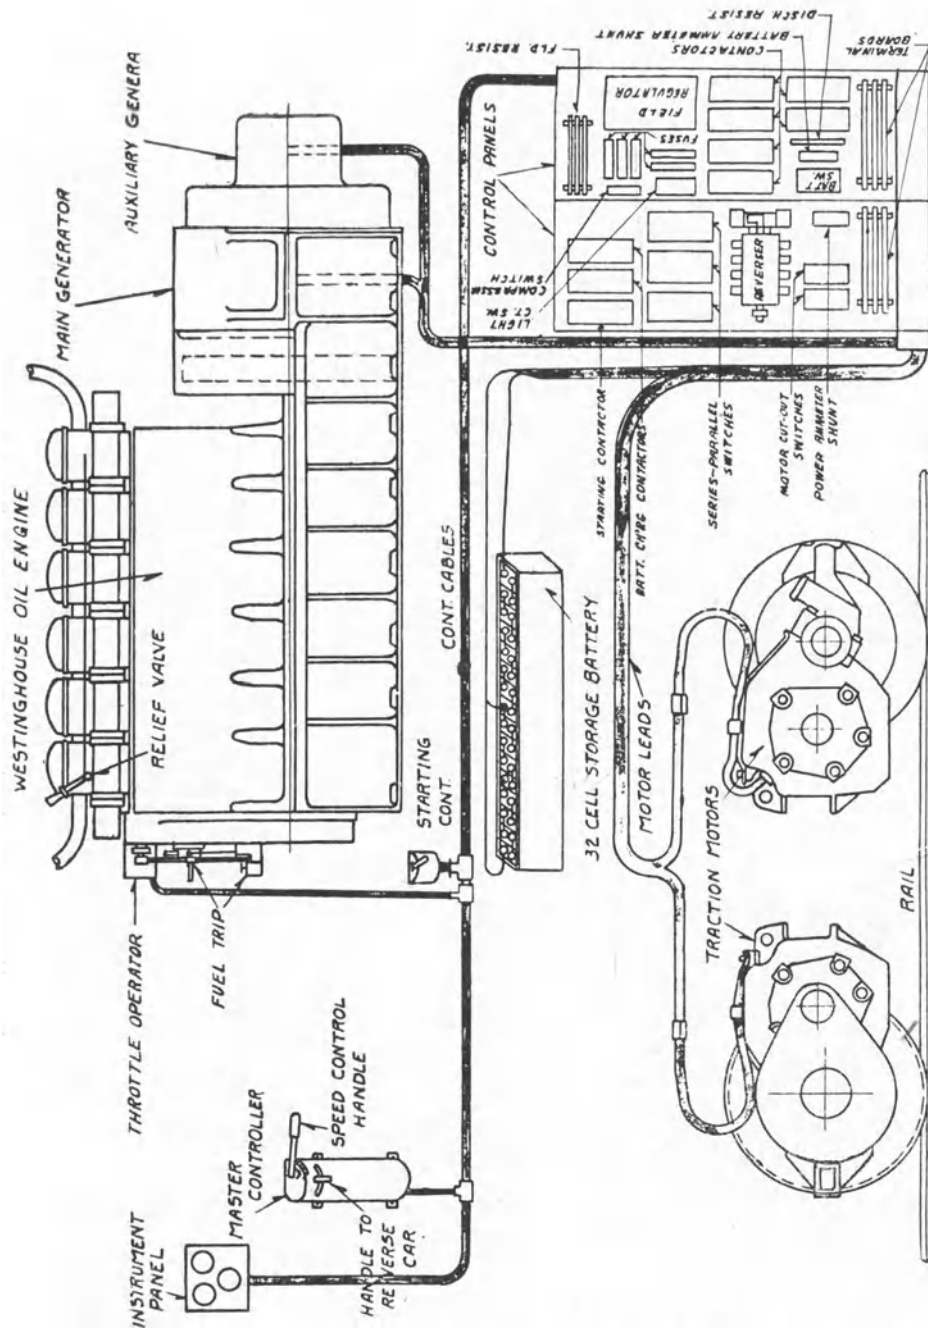 WESTINGHOUSE OIL ENGINE
RELIEF VALVE
MAIN GENERATOR
AUXILIARY GENERA
THROTTLE OPERATOR
FUEL TRIP
STARTING
CONT.
CONT. CABLES
INSTRUMENT
PANEL
MASTER
CONTROLLER
SPEED CONTROL
HANDLE
HANDLE TO
REVERSE
CAR
CONTROL PANELS
FLD. RESIST.
FIELD
REGULATOR
FUSES
CONTACTORS
BATTERY AMMETER SHUNT
DISCH. RESIST.
TERMINAL
BOARDS
BATT
SW.
LIGHT
CT. SW.
COMPRESSOR
SWITCH
REVERSER
STARTING CONTACTOR
BATT. CH'RG CONTACTORS
SERIES-PARALLEL
SWITCHES
MOTOR CUT-OUT
SWITCHES
POWER AMMETER
SHUNT
32 CELL STORAGE BATTERY
MOTOR LEADS
TRACTION MOTORS
RAIL